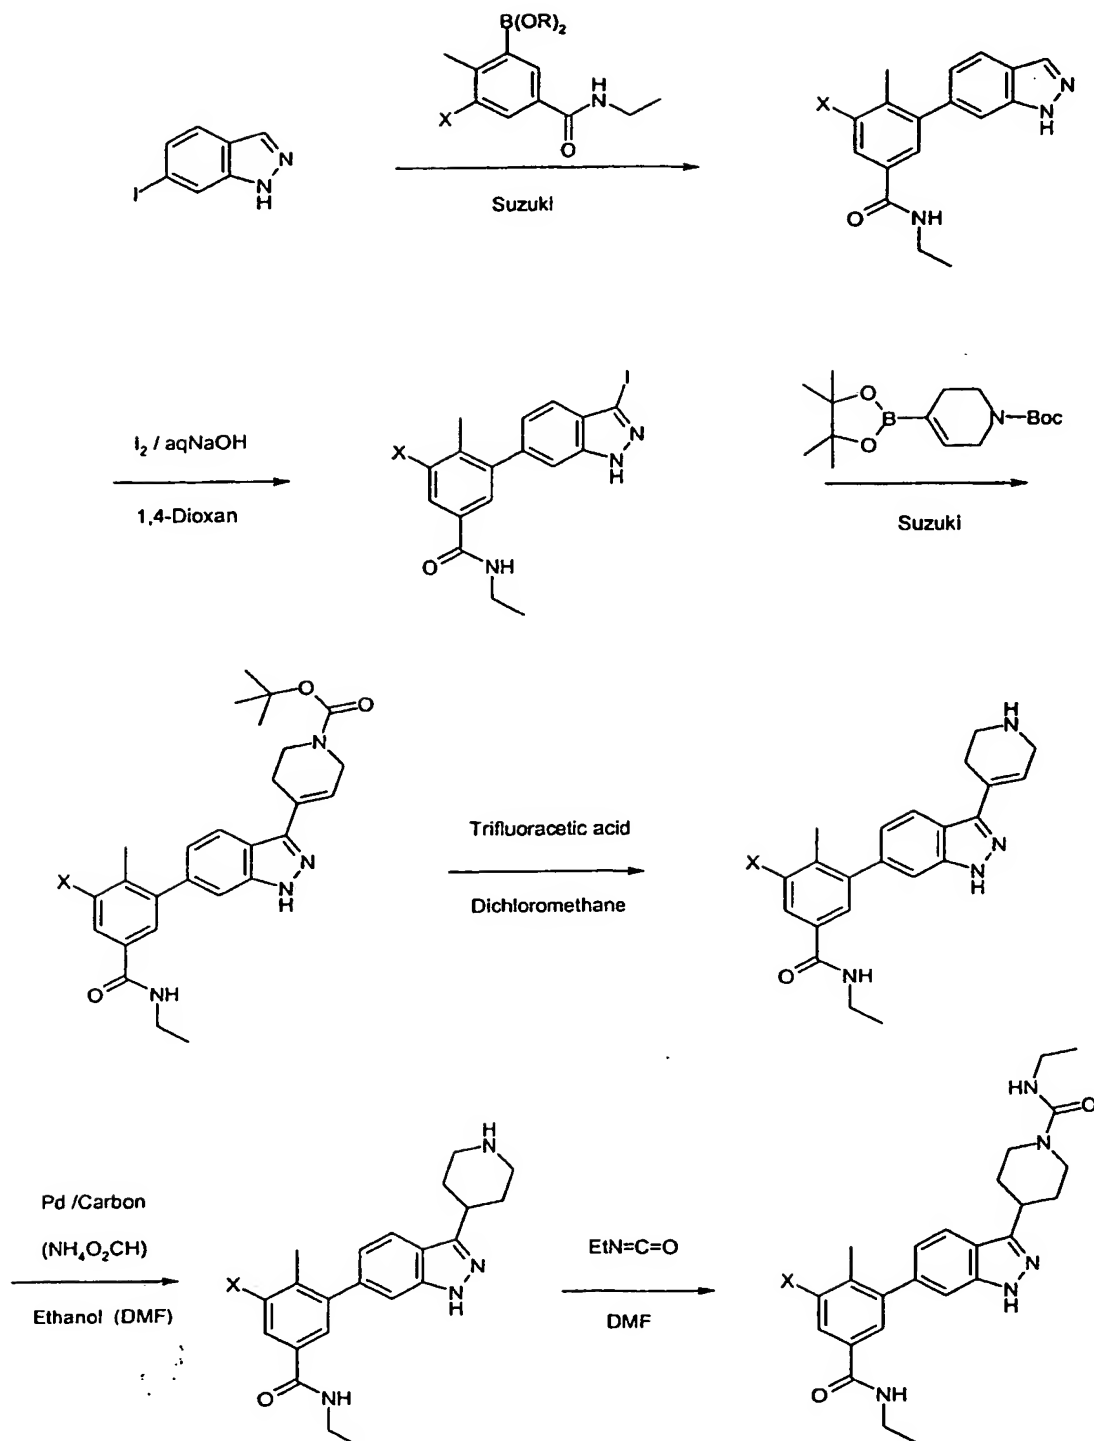 B(OR)₂
H
N
X
O
I
N
N
H
Suzuki
X
N
N
H
O
NH
I₂ / aqNaOH
1,4-Dioxan
I
X
N
N
H
O
NH
O
B
O
N
Boc
Suzuki
O
O
N
X
N
N
H
O
NH
Trifluoracetic acid
Dichloromethane
H
N
X
N
N
H
O
NH
Pd /Carbon
(NH₄O₂CH)
Ethanol (DMF)
H
N
X
N
N
H
O
NH
EtN=C=O
DMF
HN
O
N
X
N
N
H
O
NH